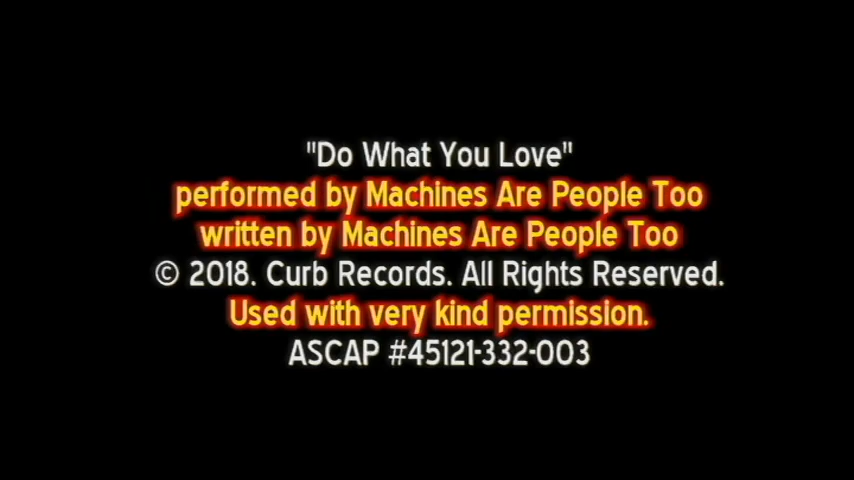 "Do What You Love"
performed by Machines Are People Too
written by Machines Are People Too
© 2018. Curb Records. All Rights Reserved.
Used with very kind permission.
ASCAP #45121-332-003